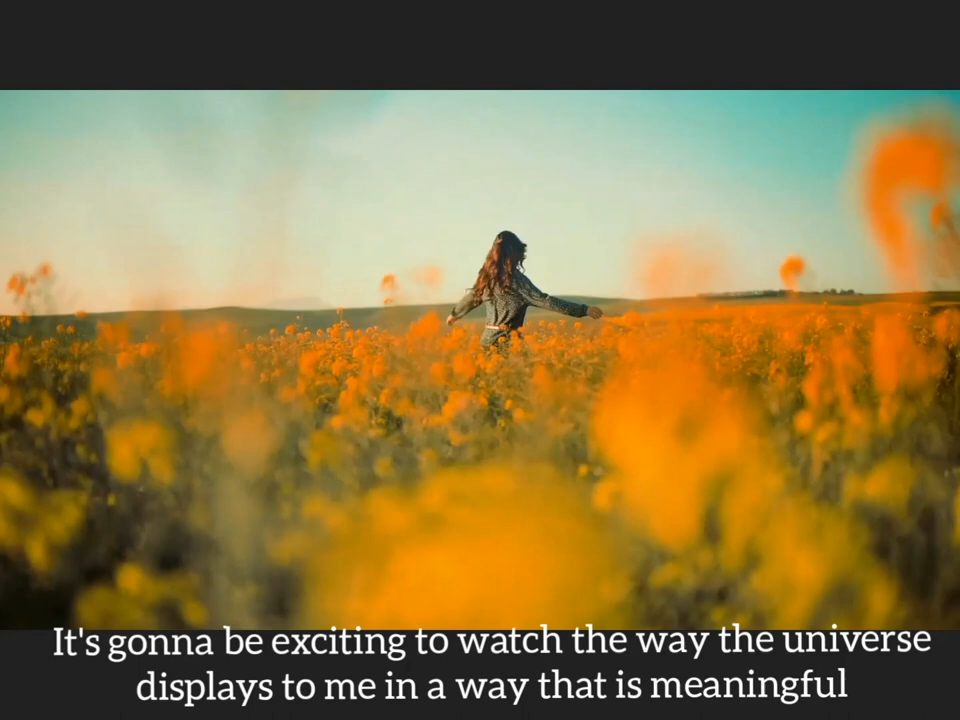 It's gonna be exciting to watch the way the universe
displays to me in a way that is meaningful